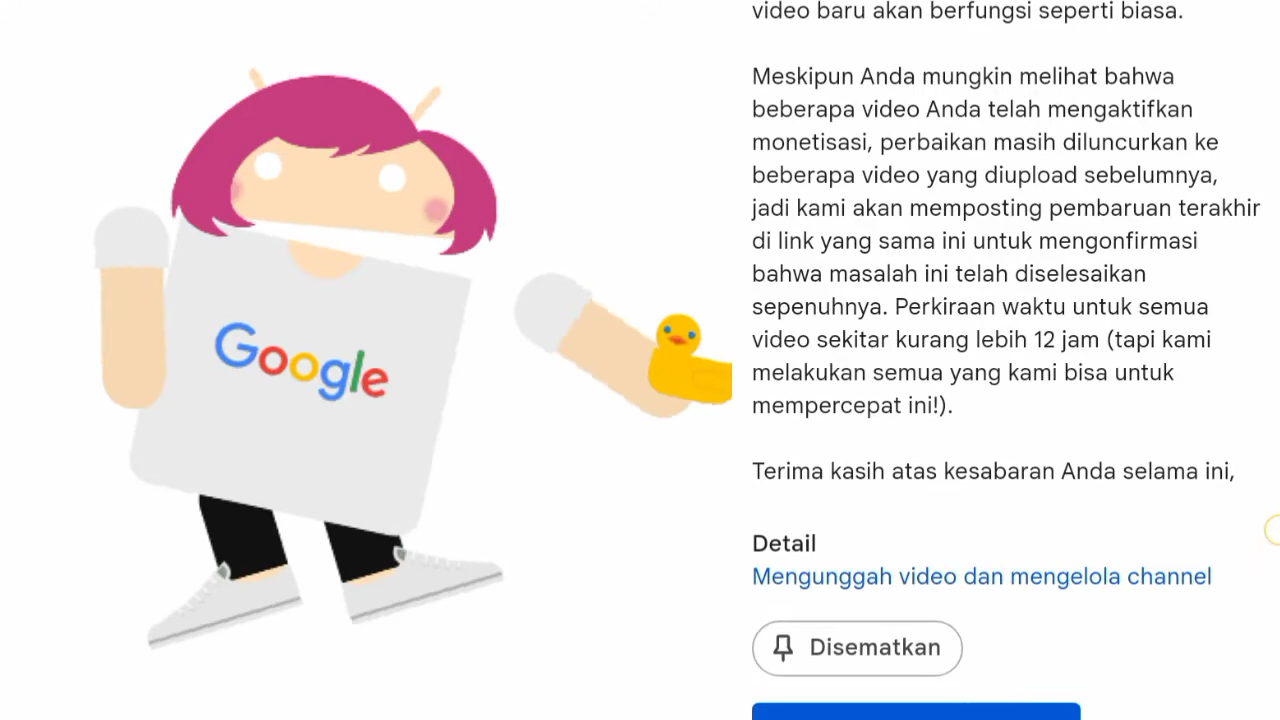 Google
video baru akan berfungsi seperti biasa.
Meskipun Anda mungkin melihat bahwa
beberapa video Anda telah mengaktifkan
monetisasi, perbaikan masih diluncurkan ke
beberapa video yang diupload sebelumnya,
jadi kami akan memposting pembaruan terakhir
di link yang sama ini untuk mengonfirmasi
bahwa masalah ini telah diselesaikan
sepenuhnya. Perkiraan waktu untuk semua
video sekitar kurang lebih 12 jam (tapi kami
melakukan semua yang kami bisa untuk
mempercepat ini!).
Terima kasih atas kesabaran Anda selama ini,
Detail
Mengunggah video dan mengelola channel
Disematkan